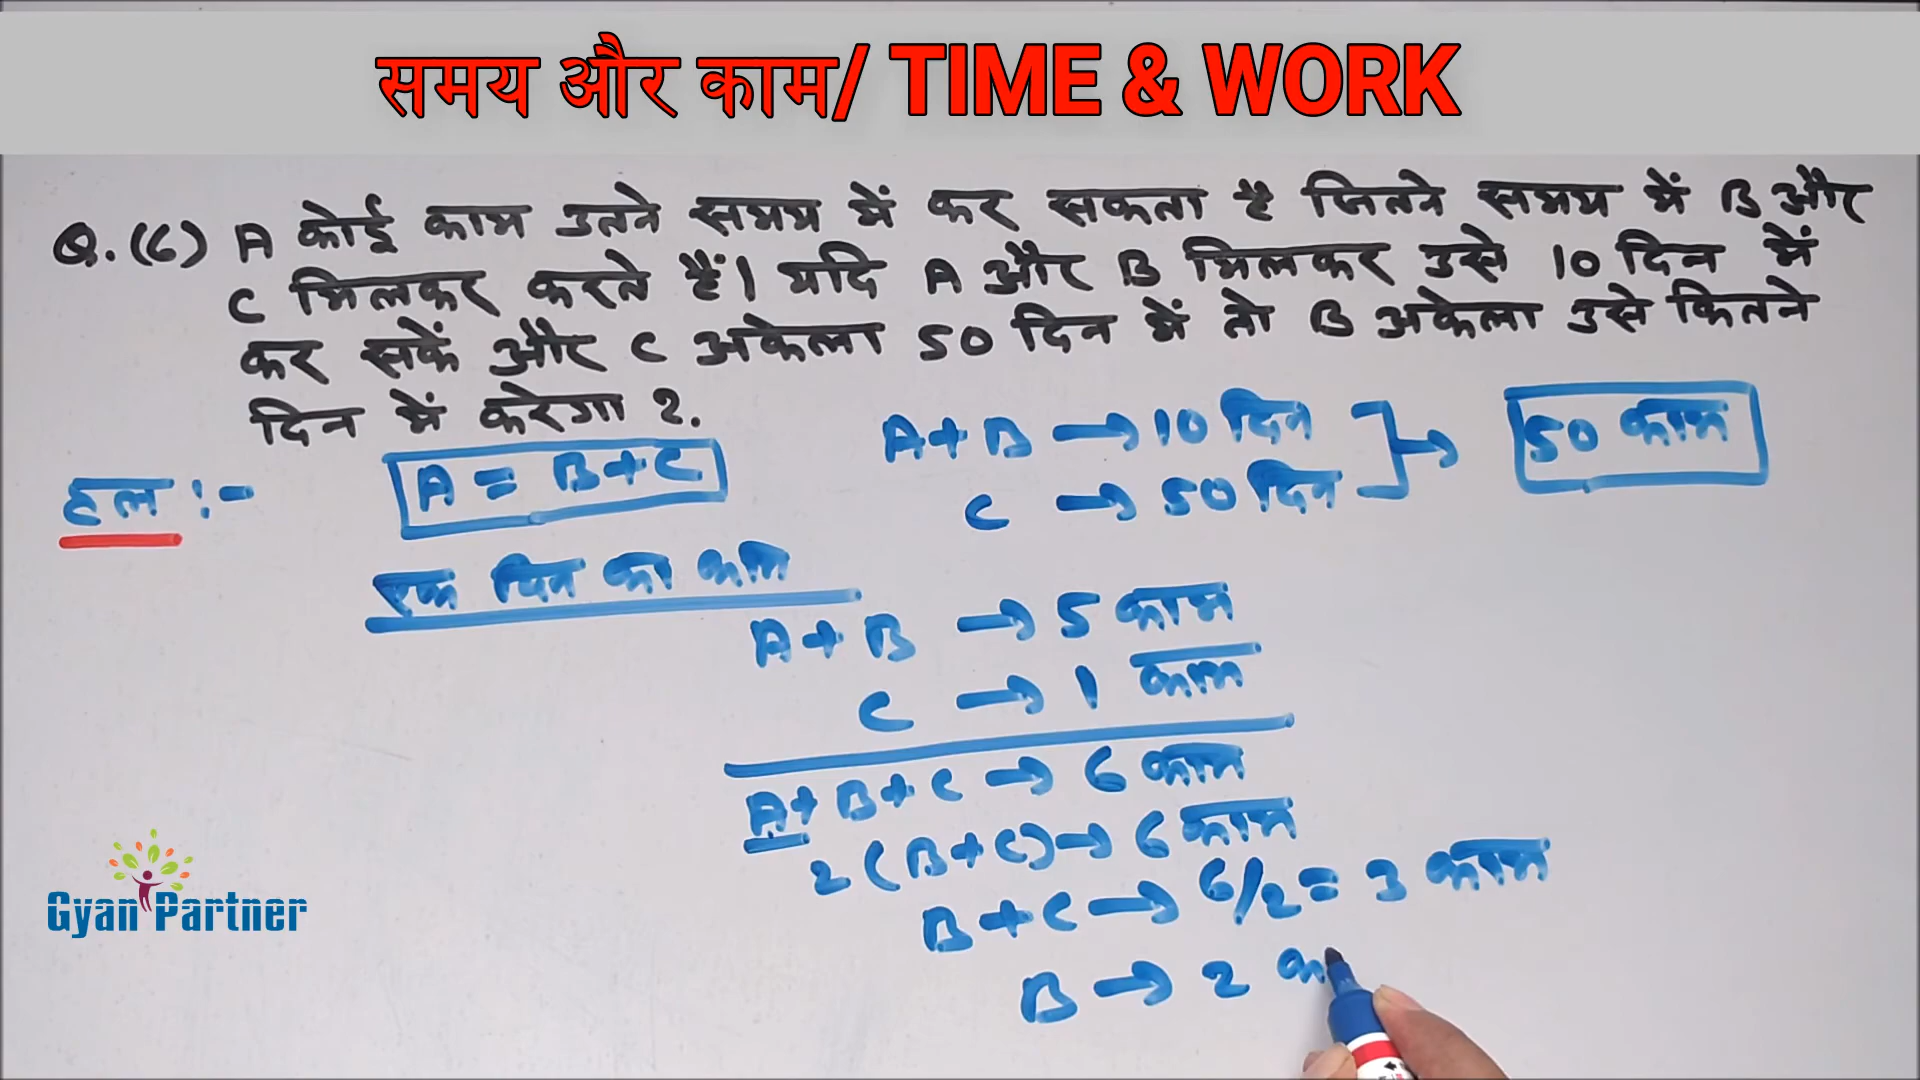 समय और काम/ TIME & WORK
Q.(6) A कोई काम उतने समय में कर सकता है जितने समय में B और
C मिलकर करते हैं। यदि A और B मिलकर उसे 10 दिन में
कर सकें और C अकेला 50 दिन में तो B अकेला उसे कितने
दिन में करेगा ?.
हल :-
A = B+C
A+B → 10 दिन
C → 50 दिन
50 काम
एक दिन का काम
A+B → 5 काम
C → 1 काम
A+B+C → 6 काम
2(B+C) → 6 काम
B+C → 6/2 = 3 काम
B → 2 का
Gyan Partner